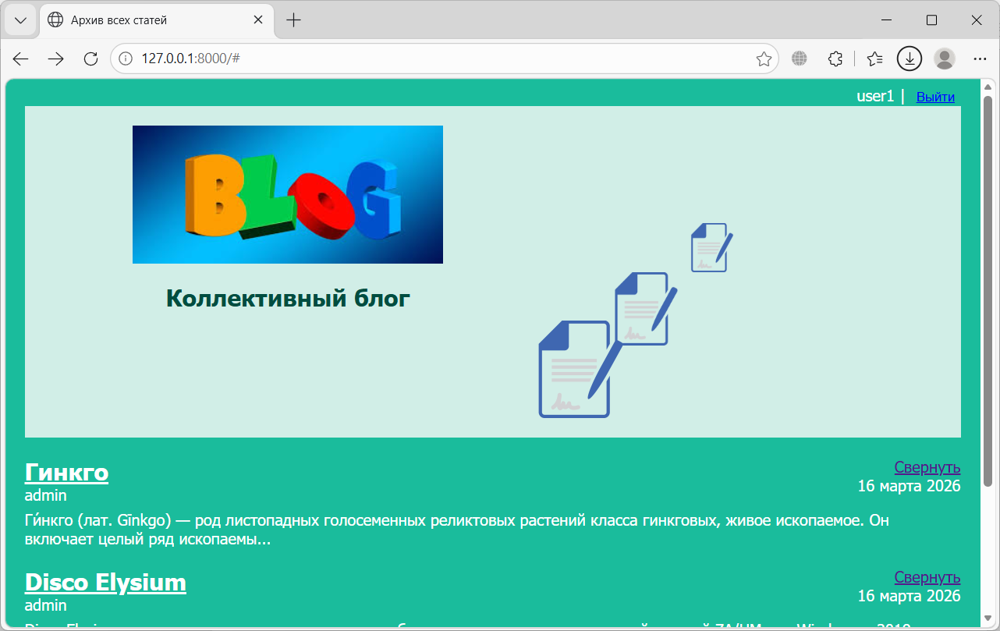 Архив всех статей
127.0.0.1:8000/#
user1 | Выйти
BLOG
Коллективный блог
Гинкго
Свернуть
admin
16 марта 2026
Ги́нкго (лат. Gīnkgo) — род листопадных голосеменных реликтовых растений класса гинкговых, живое ископаемое. Он
включает целый ряд ископаемы...
Disco Elysium
Свернуть
admin
16 марта 2026